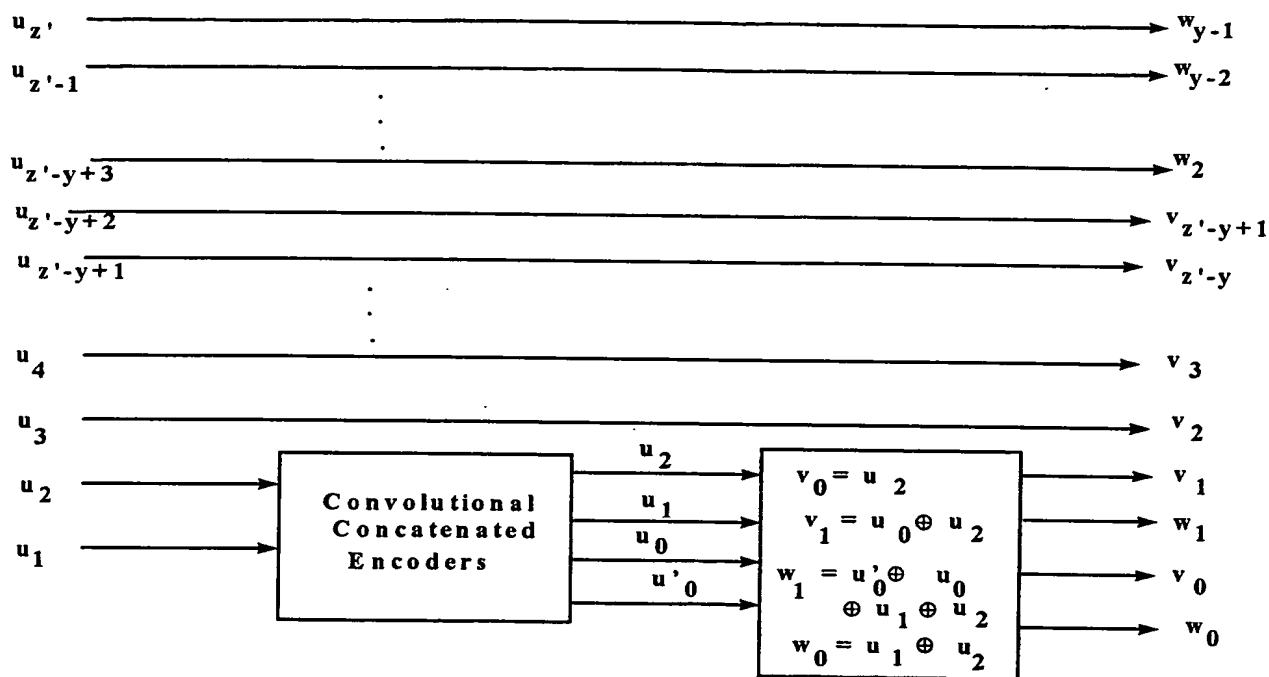 u_z' w_y-1
u_z'-1 w_y-2
u_z'-y+3 w_2
u_z'-y+2 v_z'-y+1
u_z'-y+1 v_z'-y
u_4 v_3
u_3 v_2
u_2
u_1
Convolutional
Concatenated
Encoders
u_2
u_1
u_0
u'_0
v_0 = u_2
v_1 = u_0 ⊕ u_2
w_1 = u'_0 ⊕ u_0
⊕ u_1 ⊕ u_2
w_0 = u_1 ⊕ u_2
v_1
w_1
v_0
w_0